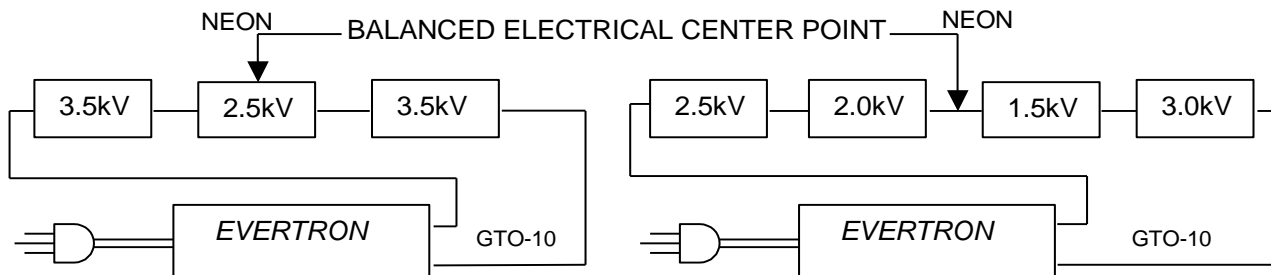 NEON BALANCED ELECTRICAL CENTER POINT NEON
3.5kV 2.5kV 3.5kV 2.5kV 2.0kV 1.5kV 3.0kV
EVERTRON GTO-10 EVERTRON GTO-10